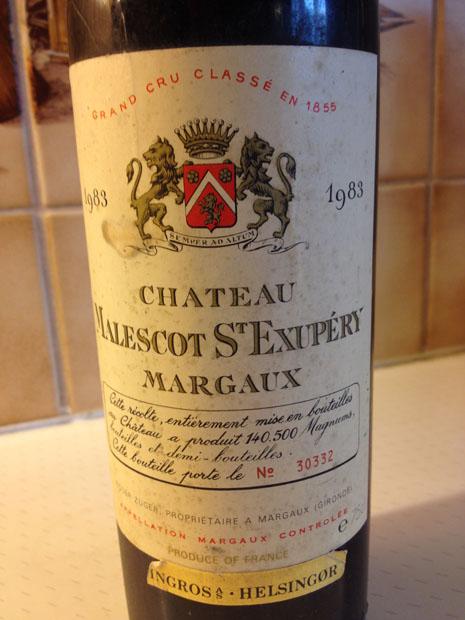 GRAND CRU CLASSÉ EN 1855
1983 1983
SEMPER AD ALTUM
CHATEAU
MALESCOT ST EXUPÉRY
MARGAUX
Cette récolte, entièrement mise en bouteilles
au Château a produit 140.500 Magnums,
bouteilles et demi-bouteilles.
Cette bouteille porte le No 30332
ZUGER, PROPRIÉTAIRE A MARGAUX (GIRONDE)
APPELLATION MARGAUX CONTROLÉE
e
PRODUCE OF FRANCE
INGROS A/S · HELSINGØR